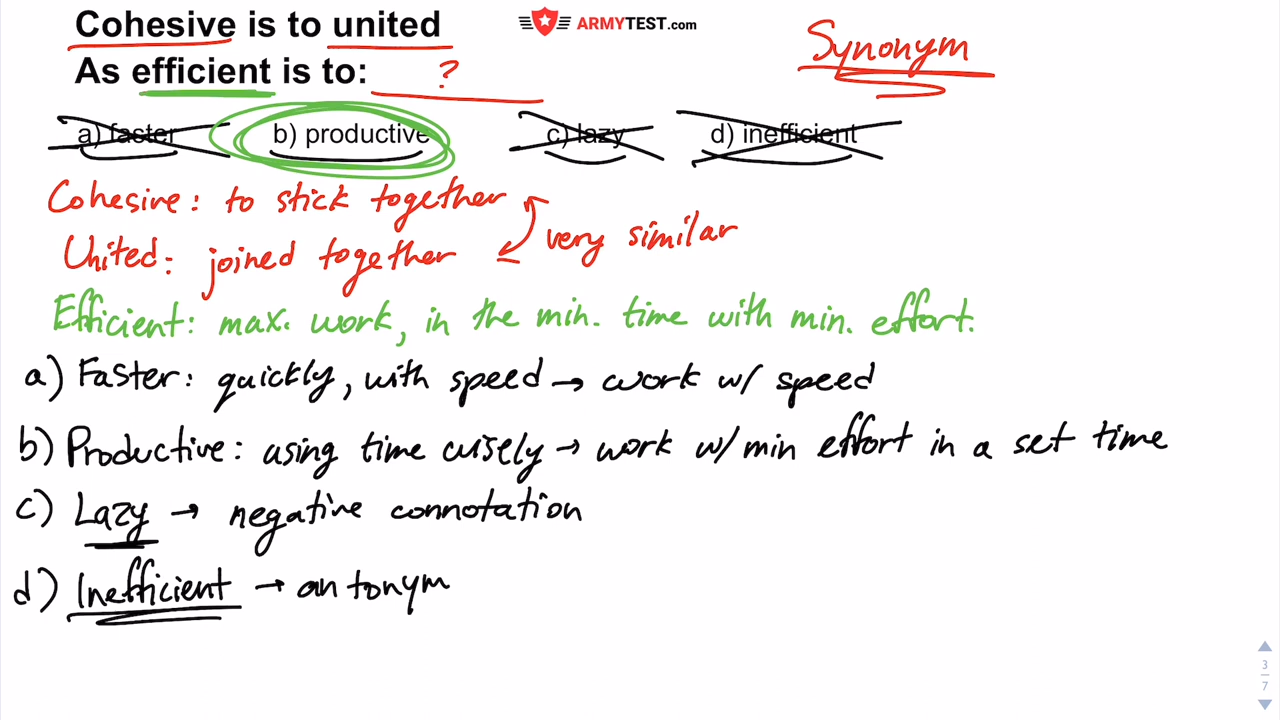 Cohesive is to united
ARMYTEST.com
Synonym
As efficient is to: ?
a) faster b) productive c) lazy d) inefficient
Cohesive: to stick together
United: joined together
very similar
Efficient: max. work, in the min. time with min. effort.
a) Faster: quickly, with speed → work w/ speed
b) Productive: using time wisely → work w/ min effort in a set time
c) Lazy → negative connotation
d) Inefficient → antonym
3
7